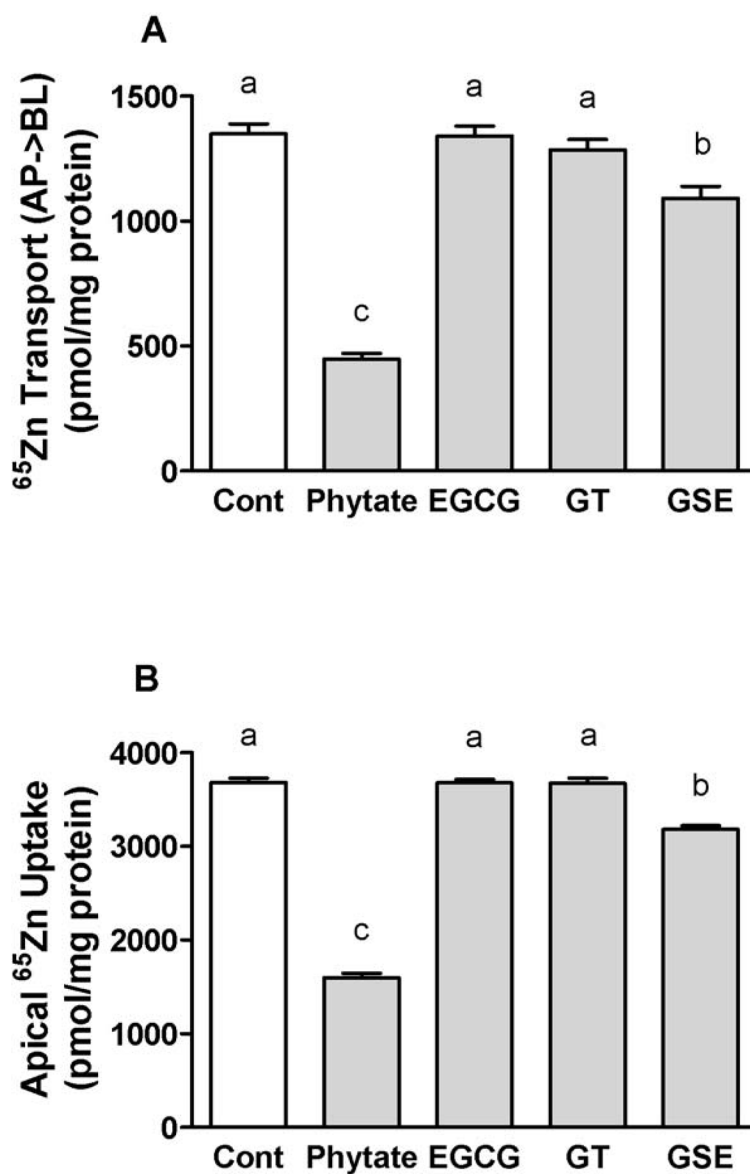 A
⁶⁵Zn Transport (AP->BL)
(pmol/mg protein)
1500
1000
500
0
a
c
a
a
b
Cont Phytate EGCG GT GSE
B
Apical ⁶⁵Zn Uptake
(pmol/mg protein)
4000
3000
2000
1000
0
a
c
a
a
b
Cont Phytate EGCG GT GSE